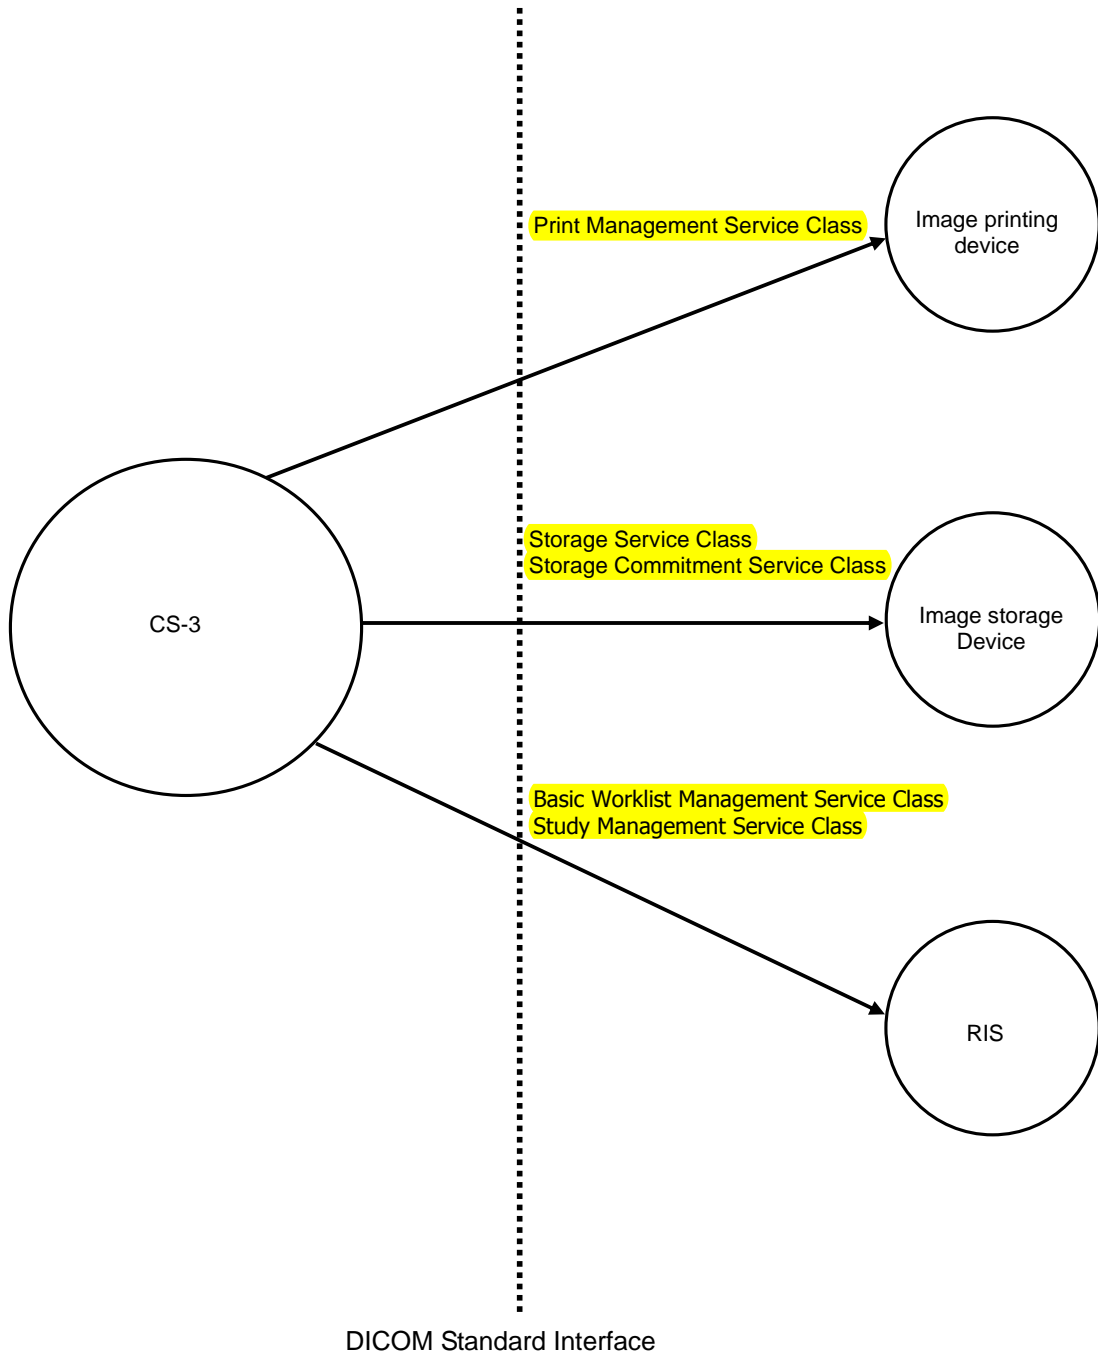 Print Management Service Class
Image printing
device
Storage Service Class
Storage Commitment Service Class
CS-3
Image storage
Device
Basic Worklist Management Service Class
Study Management Service Class
RIS
DICOM Standard Interface